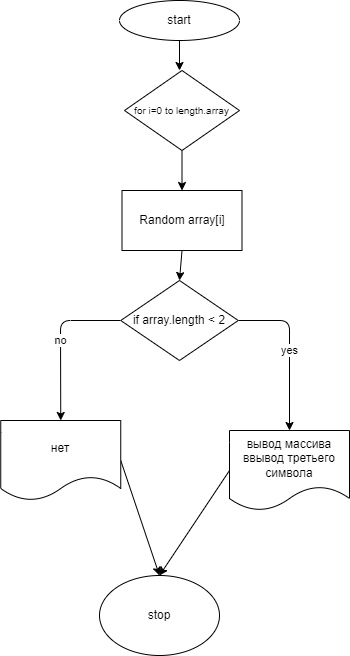 start
for i=0 to length.array
Random array[i]
if array.length < 2
no
yes
нет
вывод массива
ввывод третьего
символа
stop